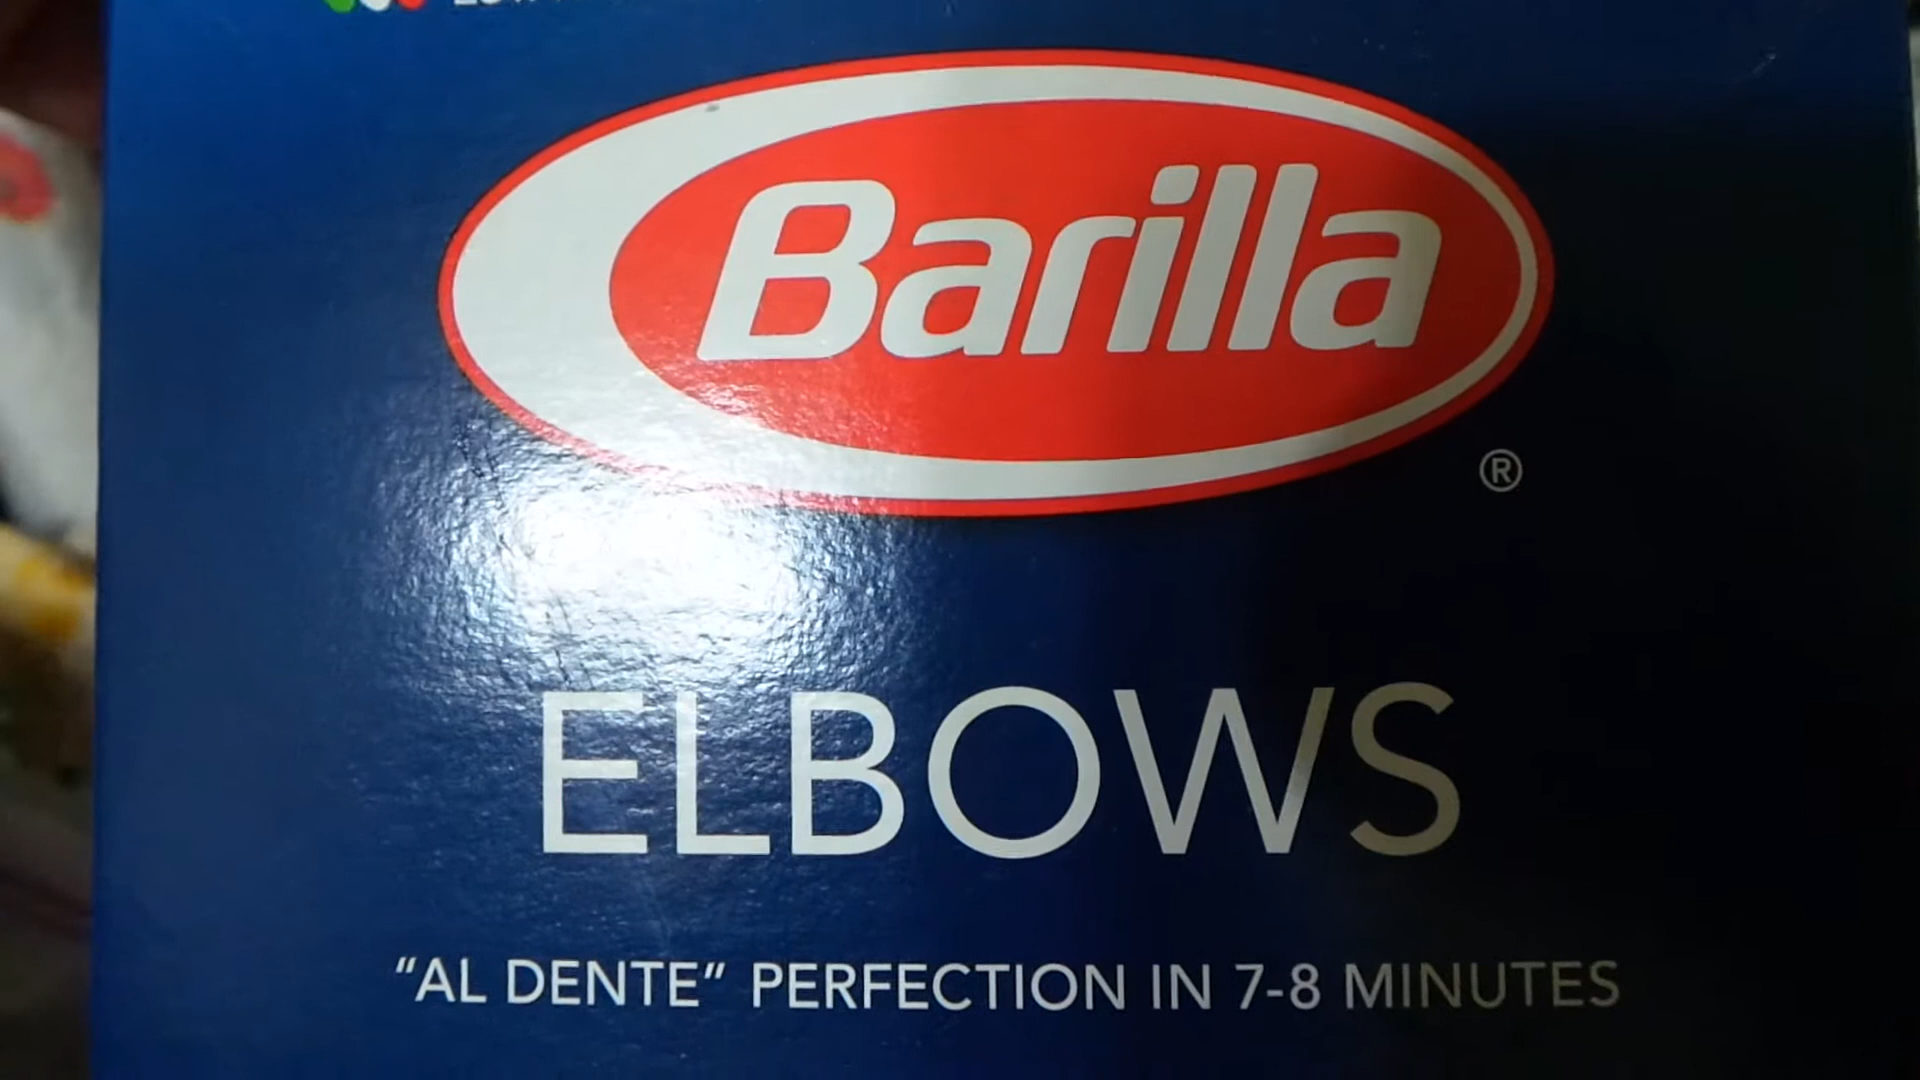 Barilla
®
ELBOWS
“AL DENTE” PERFECTION IN 7-8 MINUTES